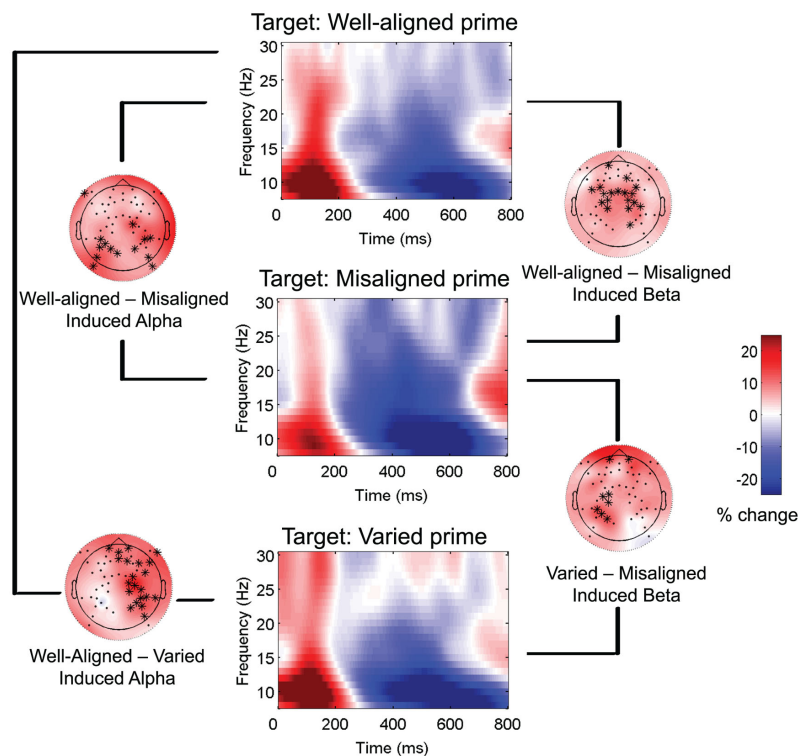 Target: Well-aligned prime
30
25
20
15
10
Frequency (Hz)
0 200 400 600 800
Time (ms)
Well-aligned – Misaligned
Induced Alpha
Well-aligned – Misaligned
Induced Beta
Target: Misaligned prime
30
25
20
15
10
Frequency (Hz)
0 200 400 600 800
Time (ms)
20
10
0
-10
-20
% change
Target: Varied prime
30
25
20
15
10
Frequency (Hz)
0 200 400 600 800
Time (ms)
Varied – Misaligned
Induced Beta
Well-Aligned – Varied
Induced Alpha